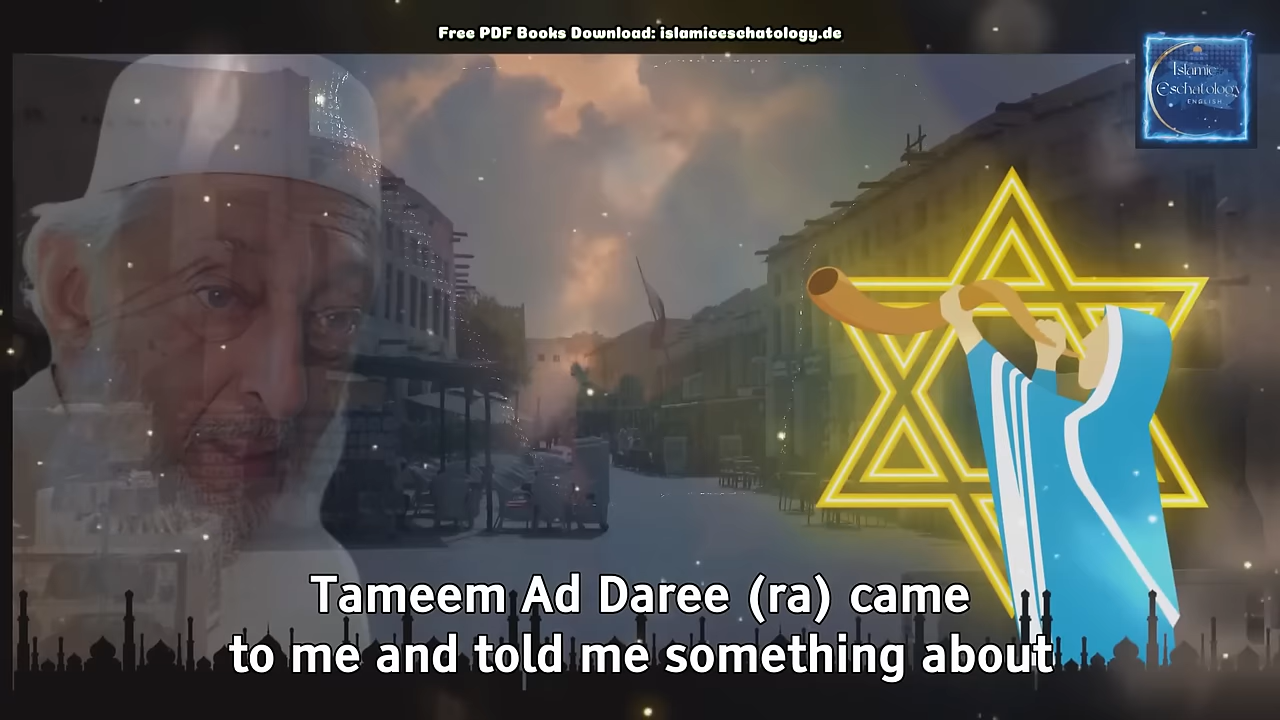 Free PDF Books Download: islamiceschatology.de
Islamic
Eschatology
ENGLISH
Tameem Ad Daree (ra) came
to me and told me something about